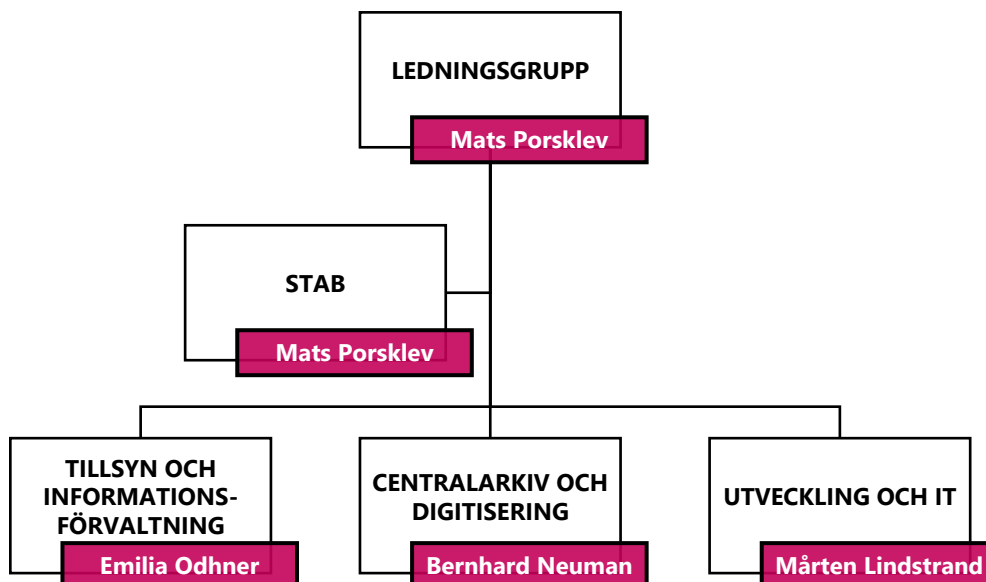 LEDNINGSGRUPP
Mats Porsklev
STAB
Mats Porsklev
TILLSYN OCH
INFORMATIONS-
FÖRVALTNING
Emilia Odhner
CENTRALARKIV OCH
DIGITISERING
Bernhard Neuman
UTVECKLING OCH IT
Mårten Lindstrand